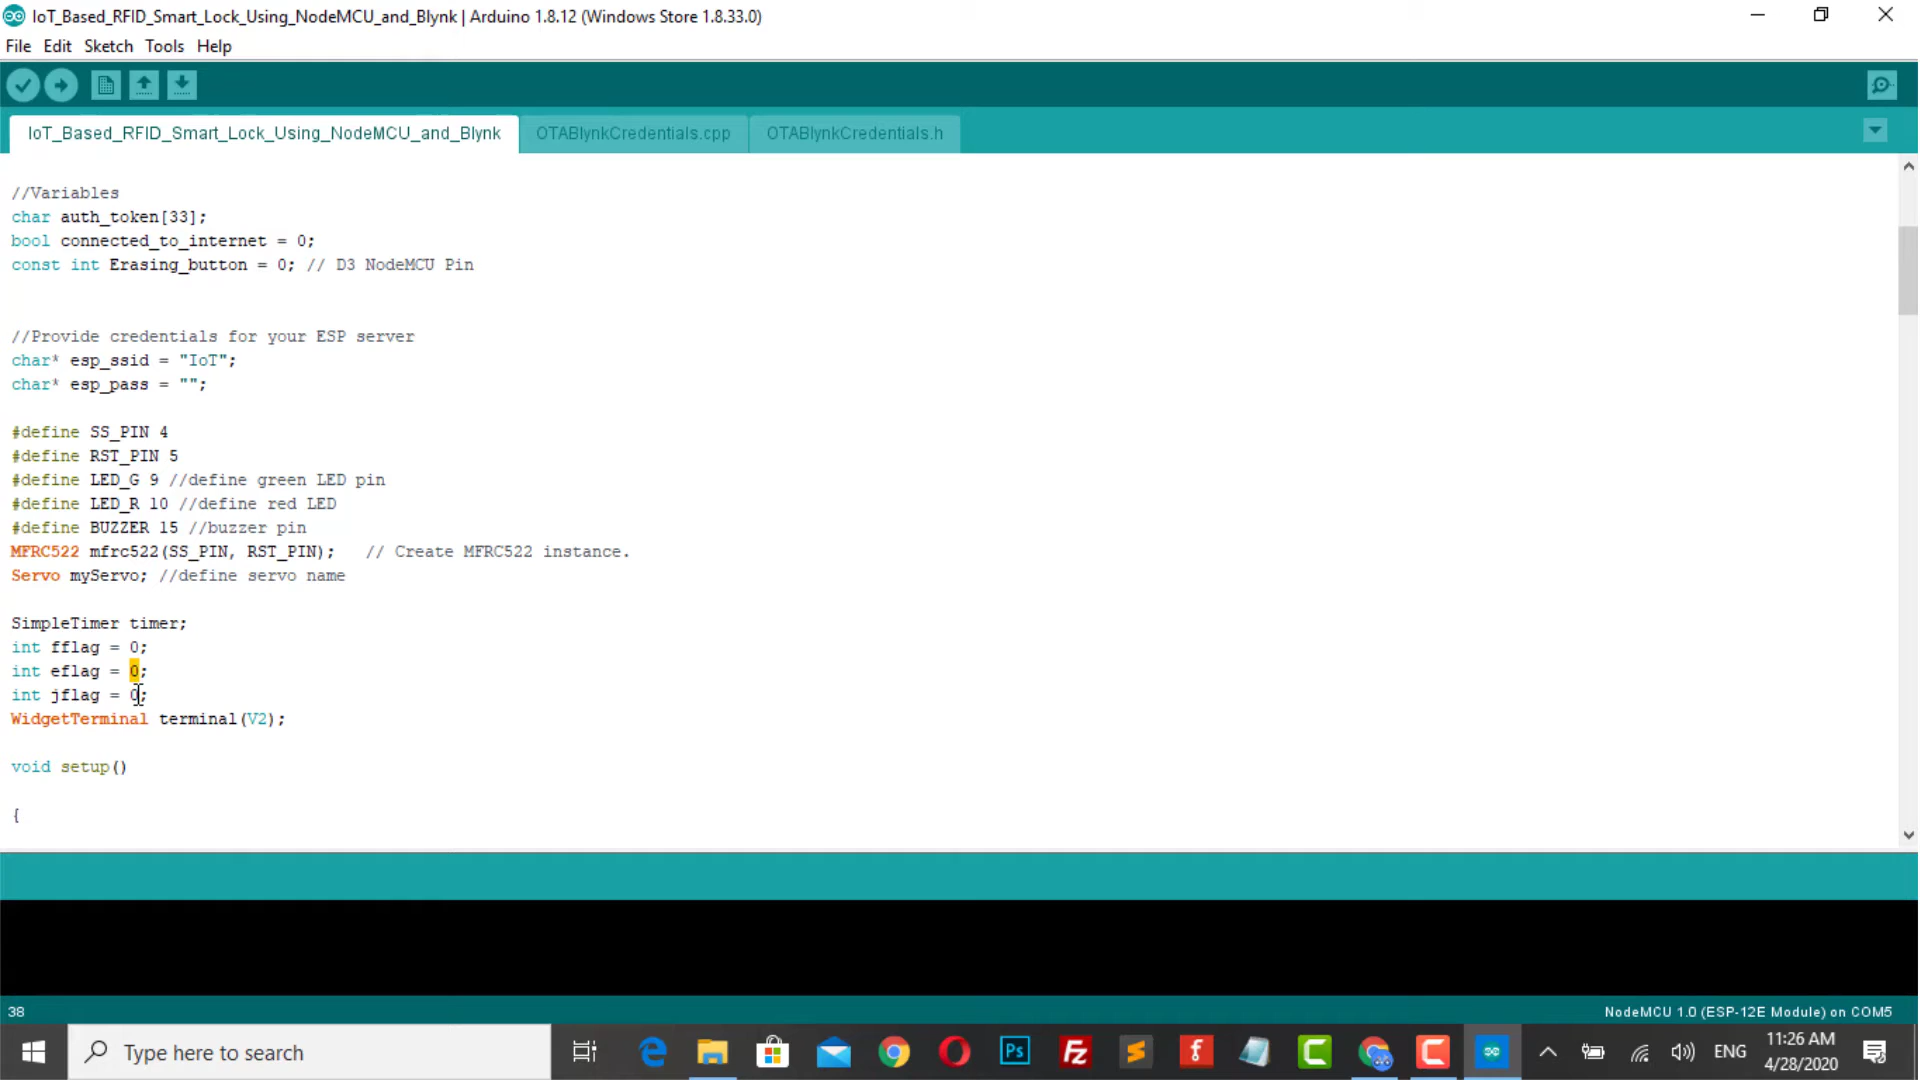 IoT_Based_RFID_Smart_Lock_Using_NodeMCU_and_Blynk | Arduino 1.8.12 (Windows Store 1.8.33.0)
File Edit Sketch Tools Help
IoT_Based_RFID_Smart_Lock_Using_NodeMCU_and_Blynk OTABlynkCredentials.cpp OTABlynkCredentials.h
//Variables
char auth_token[33];
bool connected_to_internet = 0;
const int Erasing_button = 0; // D3 NodeMCU Pin
//Provide credentials for your ESP server
char* esp_ssid = "IoT";
char* esp_pass = "";
#define SS_PIN 4
#define RST_PIN 5
#define LED_G 9 //define green LED pin
#define LED_R 10 //define red LED
#define BUZZER 15 //buzzer pin
MFRC522 mfrc522(SS_PIN, RST_PIN);   // Create MFRC522 instance.
Servo myServo; //define servo name
SimpleTimer timer;
int fflag = 0;
int eflag = 0;
int jflag = 0;
WidgetTerminal terminal(V2);
void setup()
{
38 NodeMCU 1.0 (ESP-12E Module) on COM5
Type here to search Ps Fz ENG 11:26 AM
4/28/2020